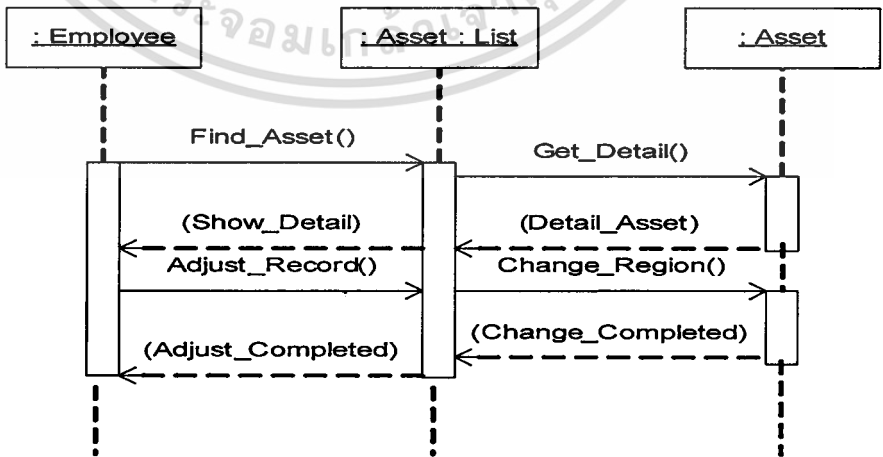 : Employee
: Asset : List
: Asset
Find_Asset()
Get_Detail()
(Show_Detail)
(Detail_Asset)
Adjust_Record()
Change_Region()
(Change_Completed)
(Adjust_Completed)